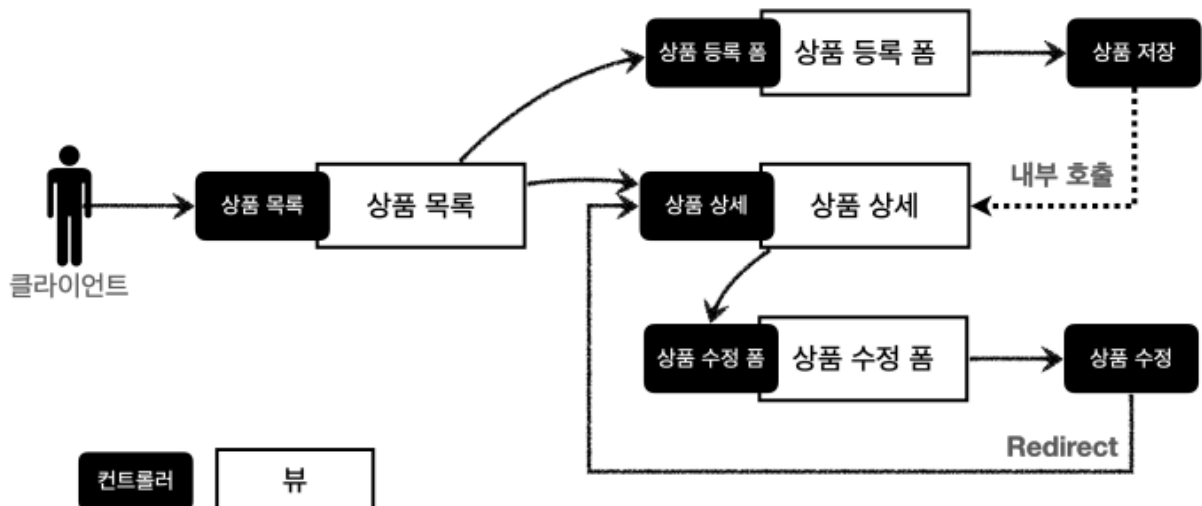 상품 등록 폼
상품 등록 폼
상품 저장
상품 목록
상품 목록
상품 상세
상품 상세
내부 호출
클라이언트
상품 수정 폼
상품 수정 폼
상품 수정
Redirect
컨트롤러
뷰